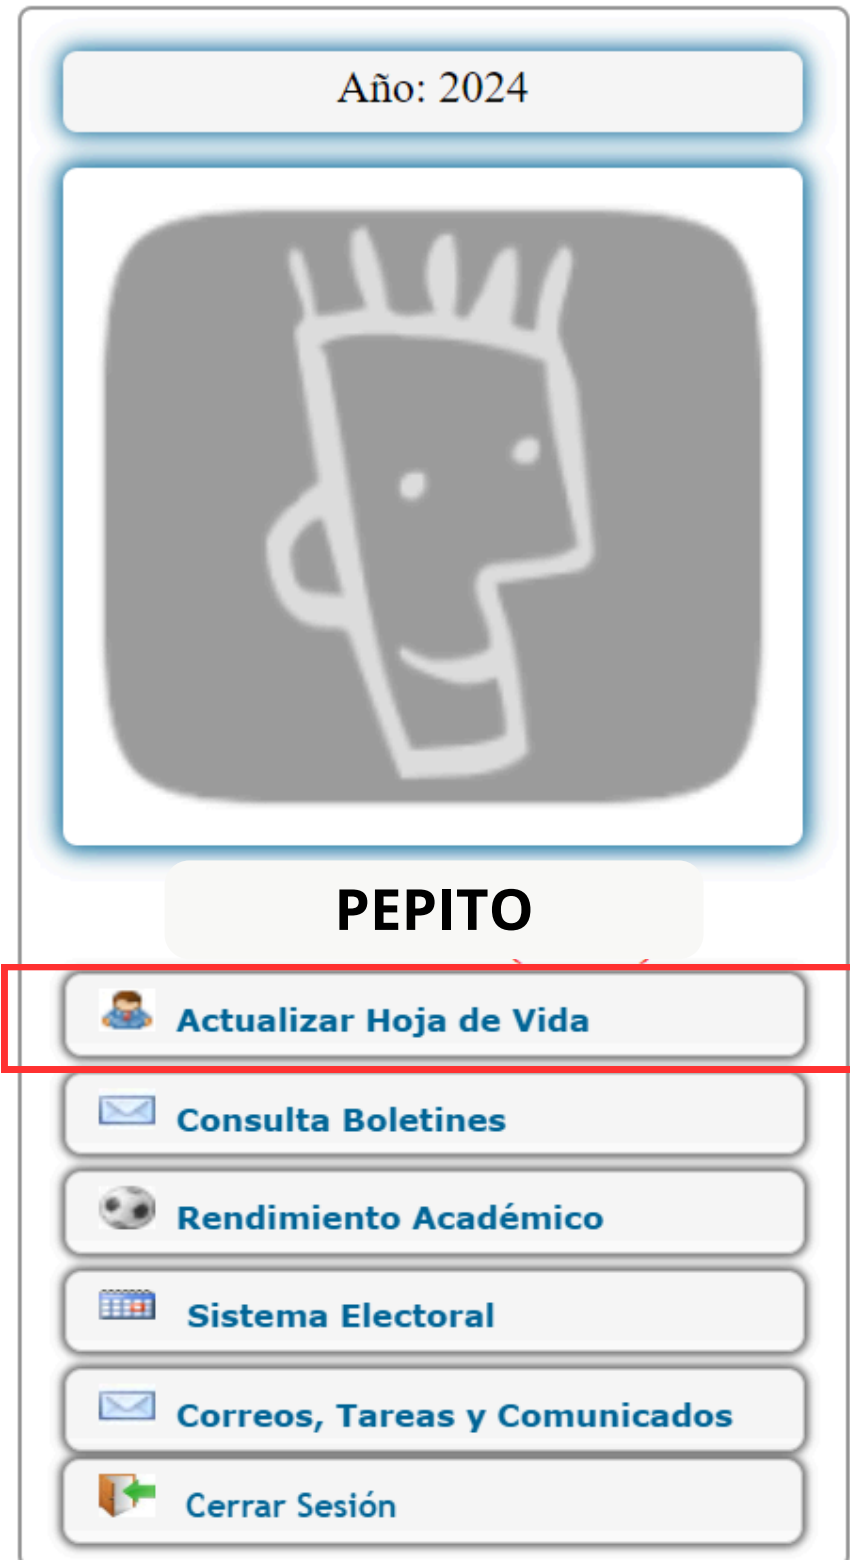 Año: 2024
PEPITO
Actualizar Hoja de Vida
Consulta Boletines
Rendimiento Académico
Sistema Electoral
Correos, Tareas y Comunicados
Cerrar Sesión